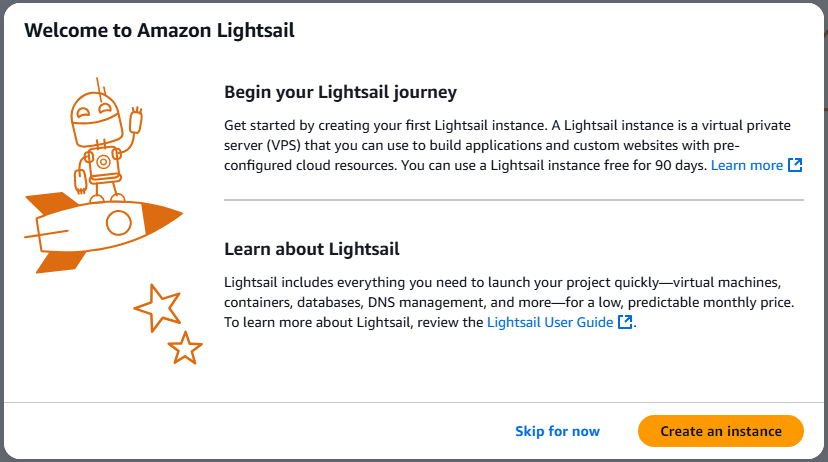 Welcome to Amazon Lightsail
Begin your Lightsail journey
Get started by creating your first Lightsail instance. A Lightsail instance is a virtual private
server (VPS) that you can use to build applications and custom websites with pre-
configured cloud resources. You can use a Lightsail instance free for 90 days. Learn more
Learn about Lightsail
Lightsail includes everything you need to launch your project quickly—virtual machines,
containers, databases, DNS management, and more—for a low, predictable monthly price.
To learn more about Lightsail, review the Lightsail User Guide.
Skip for now
Create an instance